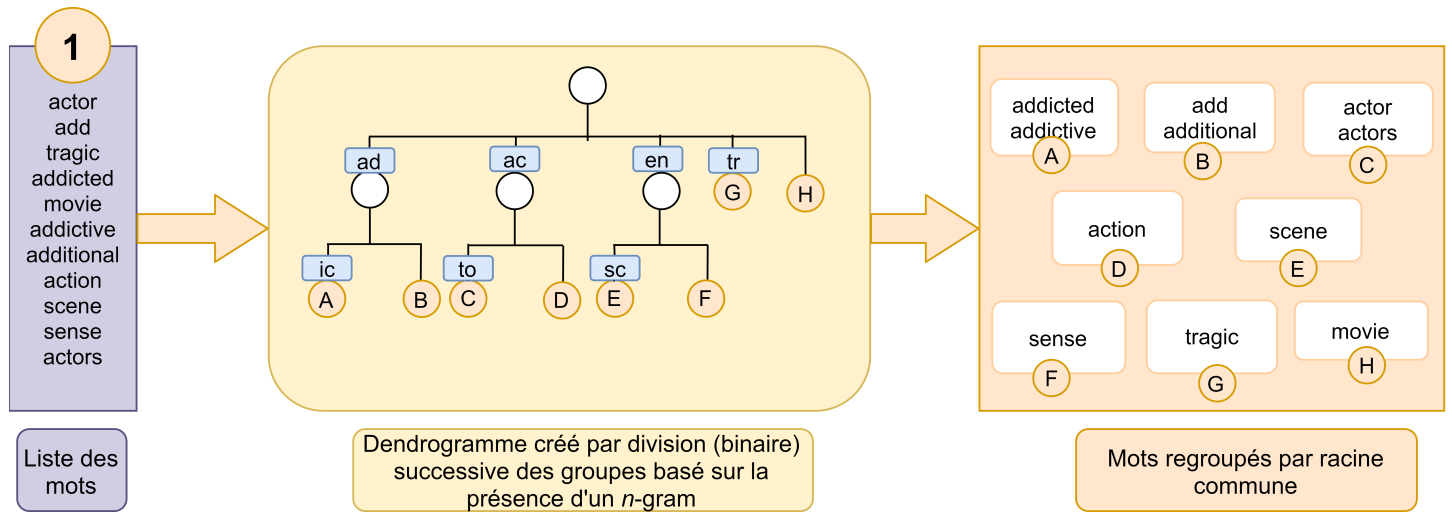 1
actor
add
tragic
addicted
movie
addictive
additional
action
scene
sense
actors
Liste des
mots
ad
ac
en
tr
G
H
ic
to
sc
A
B
C
D
E
F
Dendrogramme créé par division (binaire)
successive des groupes basé sur la
présence d'un n-gram
addicted
addictive
A
add
additional
B
actor
actors
C
action
D
scene
E
sense
F
tragic
G
movie
H
Mots regroupés par racine
commune